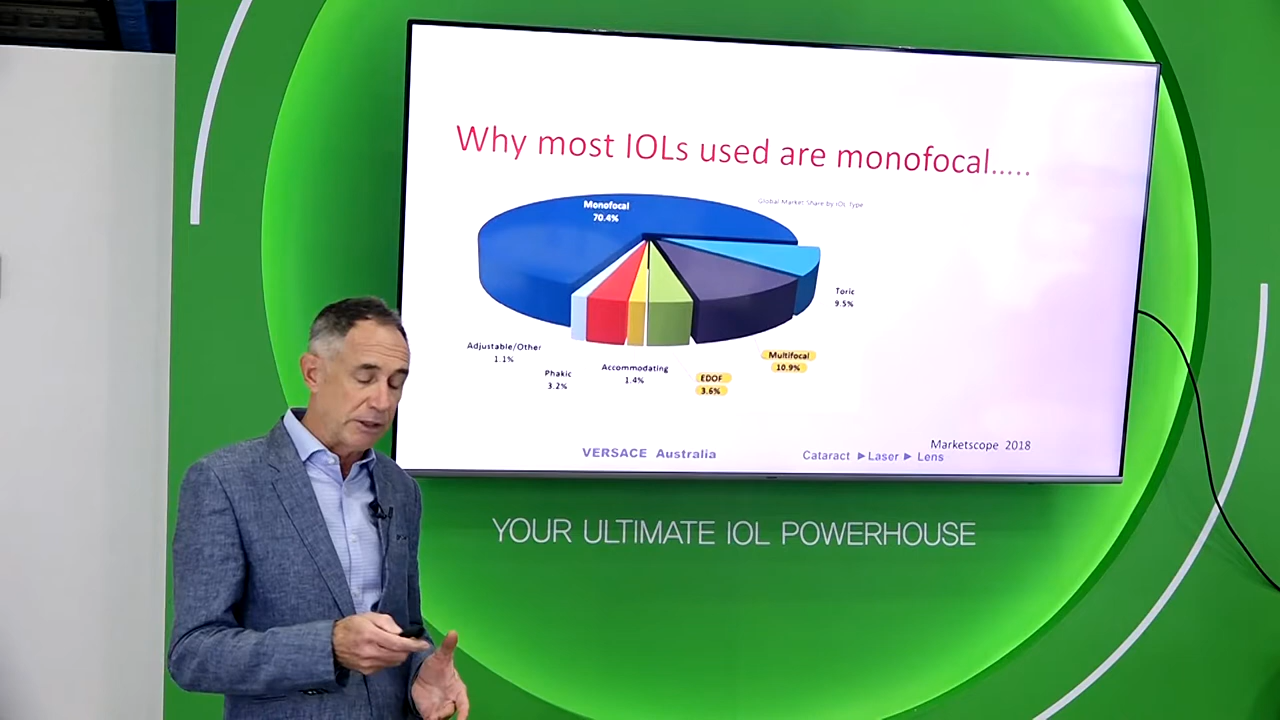 Why most IOLs used are monofocal.....
Global Market Share by IOL Type
Monofocal
70.4%
Toric
9.5%
Multifocal
10.9%
EDOF
3.6%
Accommodating
1.4%
Phakic
3.2%
Adjustable/Other
1.1%
Marketscope 2018
VERSACE Australia
Cataract ►Laser ► Lens
YOUR ULTIMATE IOL POWERHOUSE